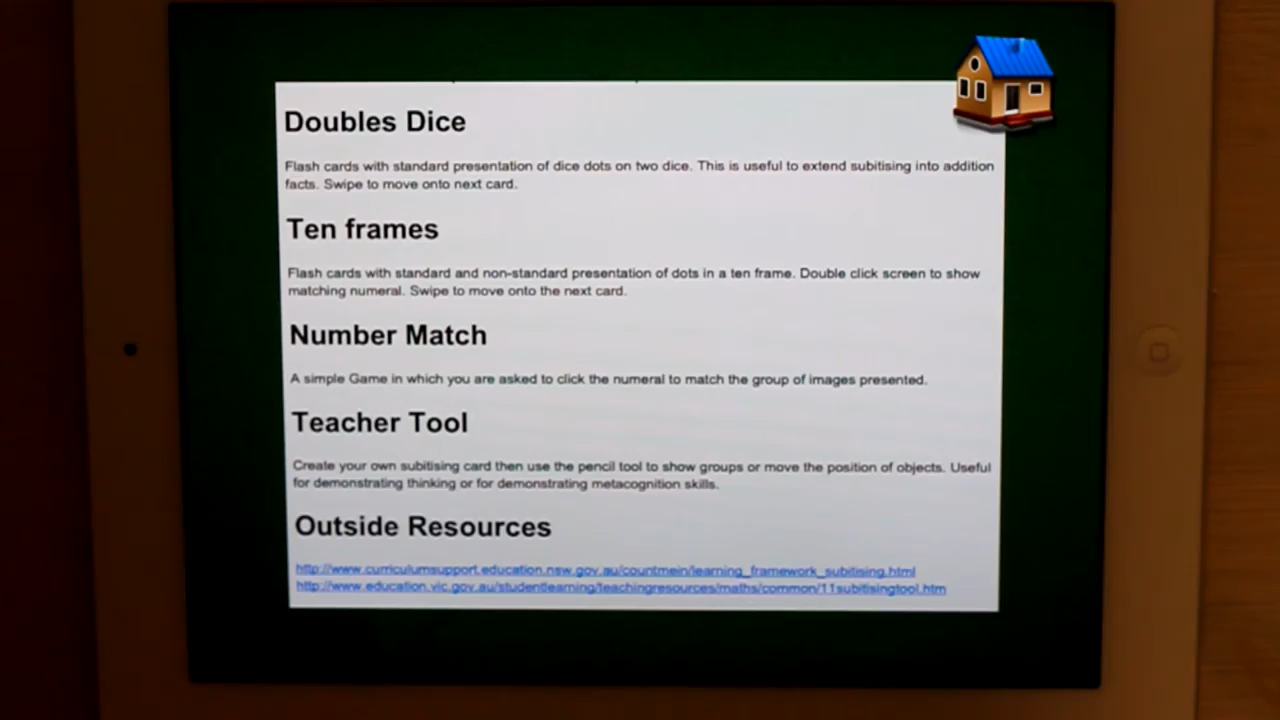 Doubles Dice
Flash cards with standard presentation of dice dots on two dice. This is useful to extend subitising into addition
facts. Swipe to move onto next card.
Ten frames
Flash cards with standard and non-standard presentation of dots in a ten frame. Double click screen to show
matching numeral. Swipe to move onto the next card.
Number Match
A simple Game in which you are asked to click the numeral to match the group of images presented.
Teacher Tool
Create your own subitising card then use the pencil tool to show groups or move the position of objects. Useful
for demonstrating thinking or for demonstrating metacognition skills.
Outside Resources
http://www.curriculumsupport.education.nsw.gov.au/countmein/learning_framework_subitising.html
http://www.education.vic.gov.au/studentlearning/teachingresources/maths/common/11subitisingtool.htm